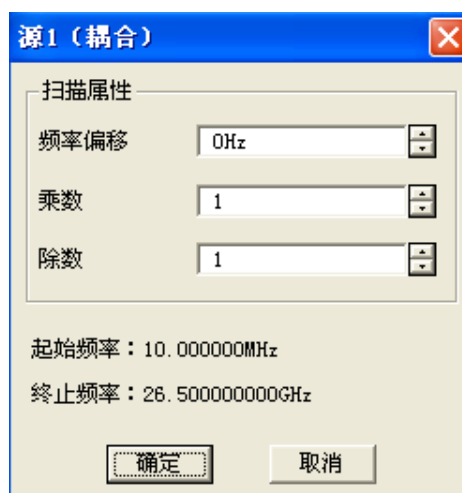 源1（耦合）
扫描属性
频率偏移 0Hz
乘数 1
除数 1
起始频率：10.000000MHz
终止频率：26.500000000GHz
确定 取消